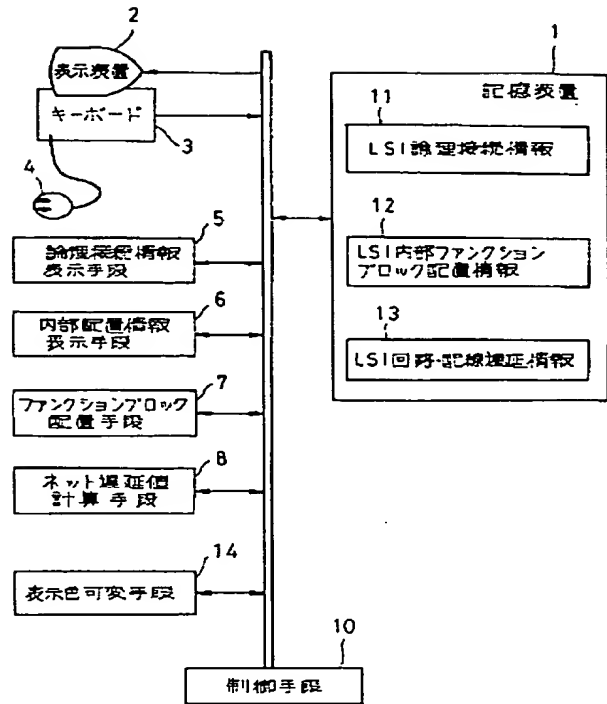 2
表示装置
キーボード
3
4
5
論理接続情報
表示手段
6
内部配置情報
表示手段
7
ファンクションブロック
配置手段
8
ネット遅延値
計算手段
14
表示色可変手段
10
制御手段
1
記憶装置
11
LSI論理接続情報
12
LSI内部ファンクション
ブロック配置情報
13
LSI回路・配線遅延情報